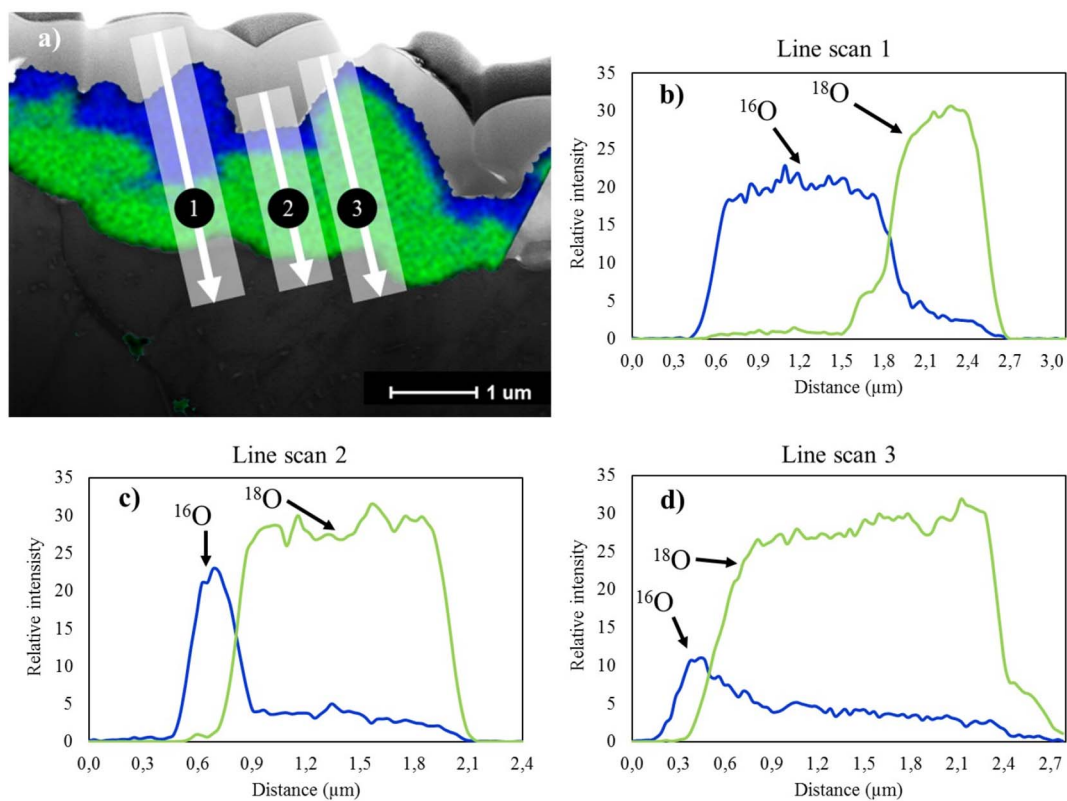 a)
1
2
3
1 um
Line scan 1
b)
16O
18O
Relative intensity
35
30
25
20
15
10
5
0
0,0 0,3 0,6 0,9 1,2 1,5 1,8 2,1 2,4 2,7 3,0
Distance (µm)
Line scan 2
c)
16O
18O
Relative intensisty
35
30
25
20
15
10
5
0
0,0 0,3 0,6 0,9 1,2 1,5 1,8 2,1 2,4
Distance (µm)
Line scan 3
d)
18O
16O
Relative intensity
35
30
25
20
15
10
5
0
0,0 0,3 0,6 0,9 1,2 1,5 1,8 2,1 2,4 2,7
Distance (µm)